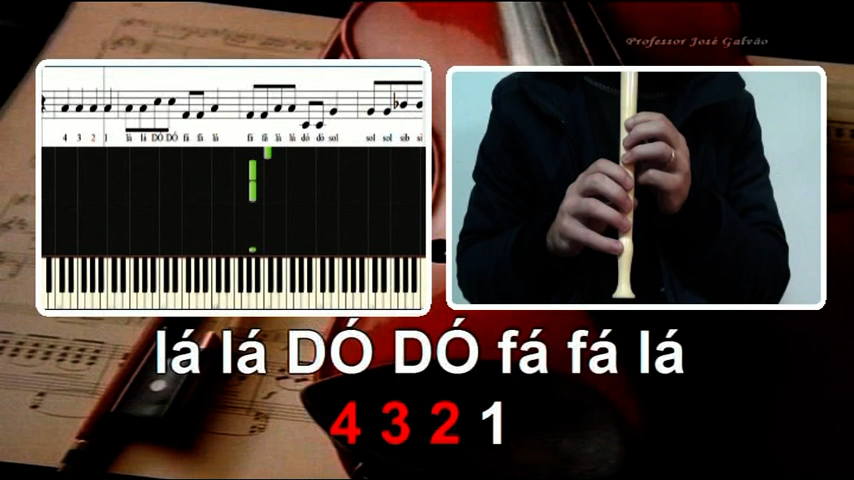 Professor José Galvão
4 3 2 1 lá lá DÓ DÓ fá fá lá fá fá lá lá dó dó sol sol sol sib
lá lá DÓ DÓ fá fá lá
4 3 2 1